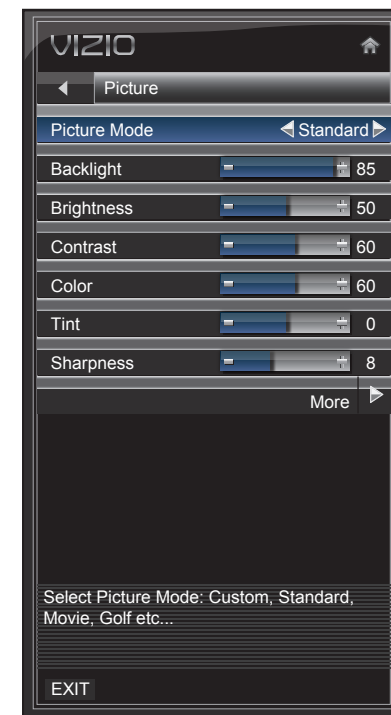 VIZIO
Picture
Picture Mode Standard
Backlight 85
Brightness 50
Contrast 60
Color 60
Tint 0
Sharpness 8
More
Select Picture Mode: Custom, Standard,
Movie, Golf etc...
EXIT